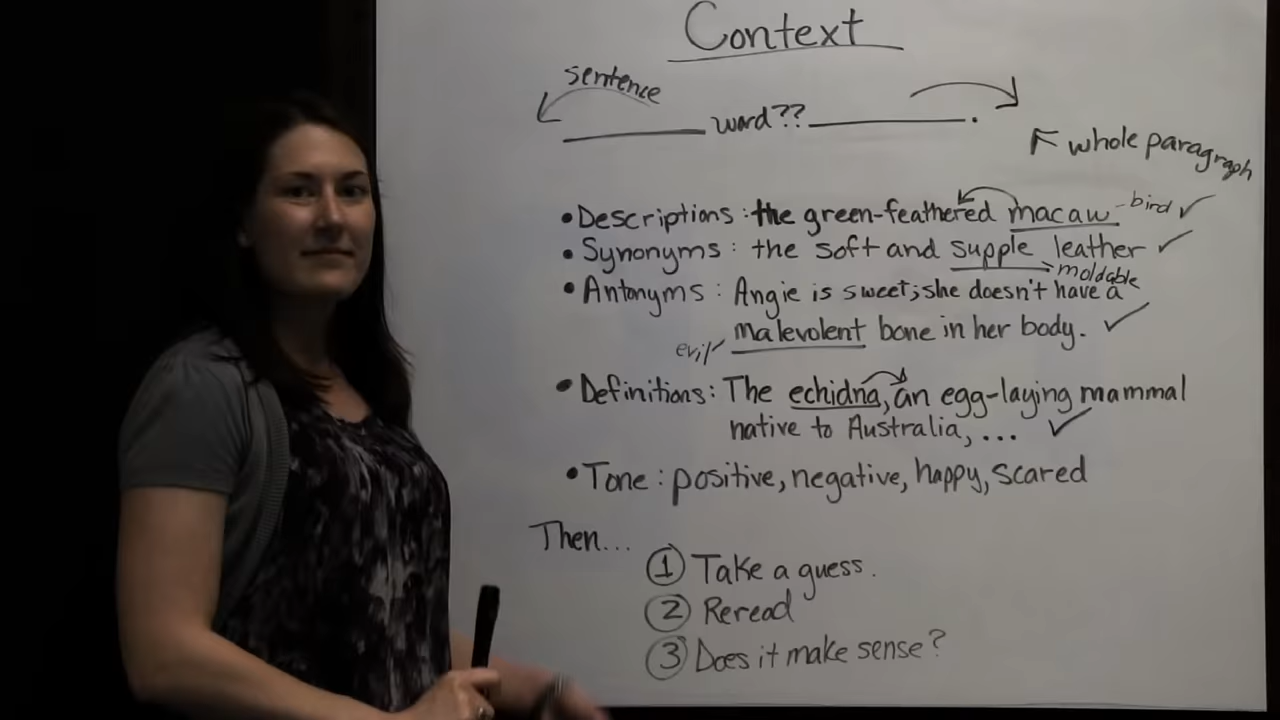 Context
sentence
word??
whole paragraph
• Descriptions: the green-feathered macaw - bird ✓
• Synonyms: the soft and supple leather ✓
moldable
• Antonyms: Angie is sweet; she doesn't have a
malevolent bone in her body. ✓
evil
• Definitions: The echidna, an egg-laying mammal
native to Australia, ... ✓
• Tone: positive, negative, happy, scared
Then...
① Take a guess.
② Reread
③ Does it make sense?